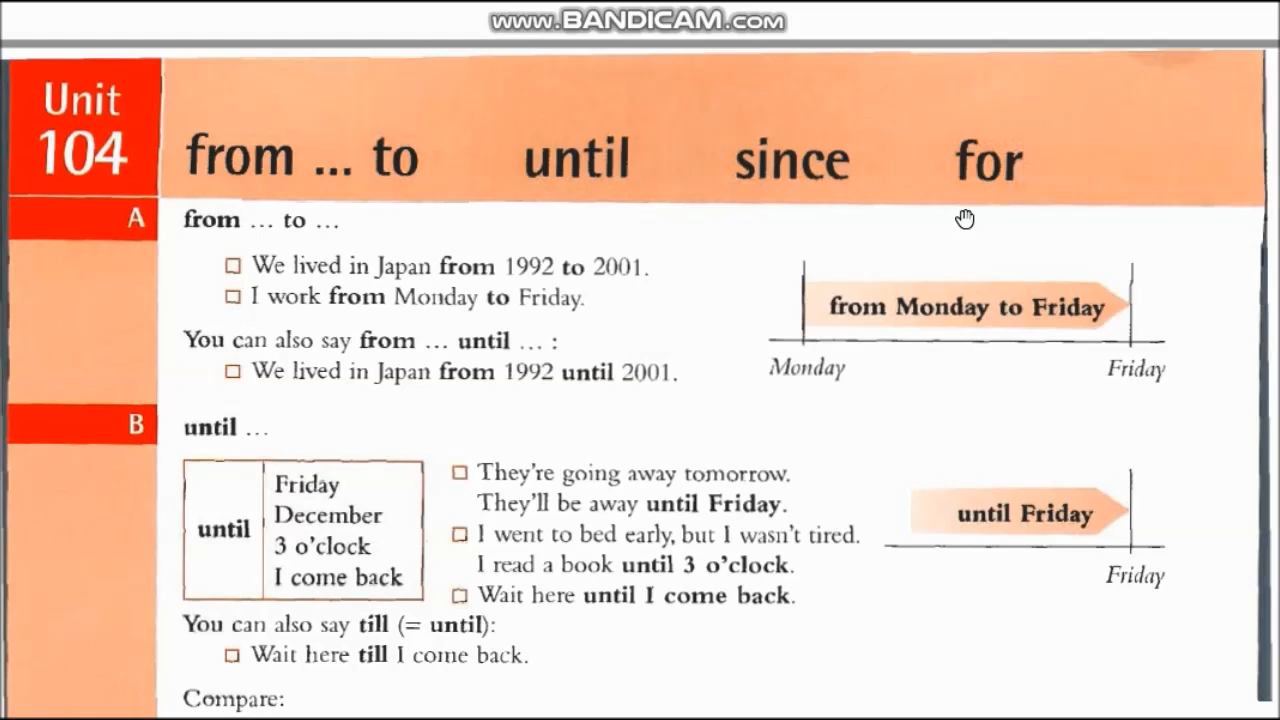 www.BANDICAM.com
Unit
104
from ... to until since for
A
from ... to ...
We lived in Japan from 1992 to 2001.
I work from Monday to Friday.
You can also say from ... until ... :
We lived in Japan from 1992 until 2001.
from Monday to Friday
Monday Friday
B
until ...
until
Friday
December
3 o'clock
I come back
They're going away tomorrow.
They'll be away until Friday.
I went to bed early, but I wasn't tired.
I read a book until 3 o'clock.
Wait here until I come back.
until Friday
Friday
You can also say till (= until):
Wait here till I come back.
Compare: